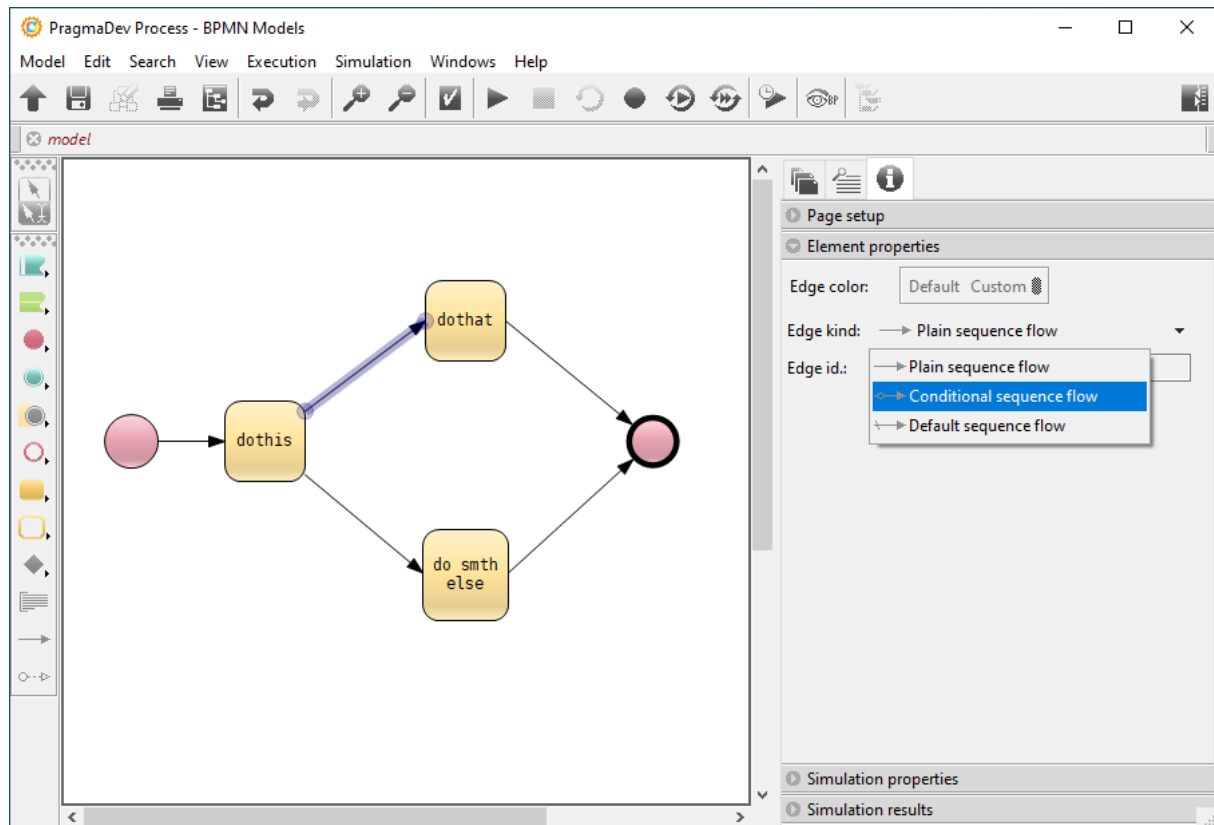 PragmaDev Process - BPMN Models
Model Edit Search View Execution Simulation Windows Help
BP
model
Page setup
Element properties
Edge color: Default Custom
Edge kind: Plain sequence flow
Edge id.:
Plain sequence flow
Conditional sequence flow
Default sequence flow
dothat
dothis
do smth
else
Simulation properties
Simulation results